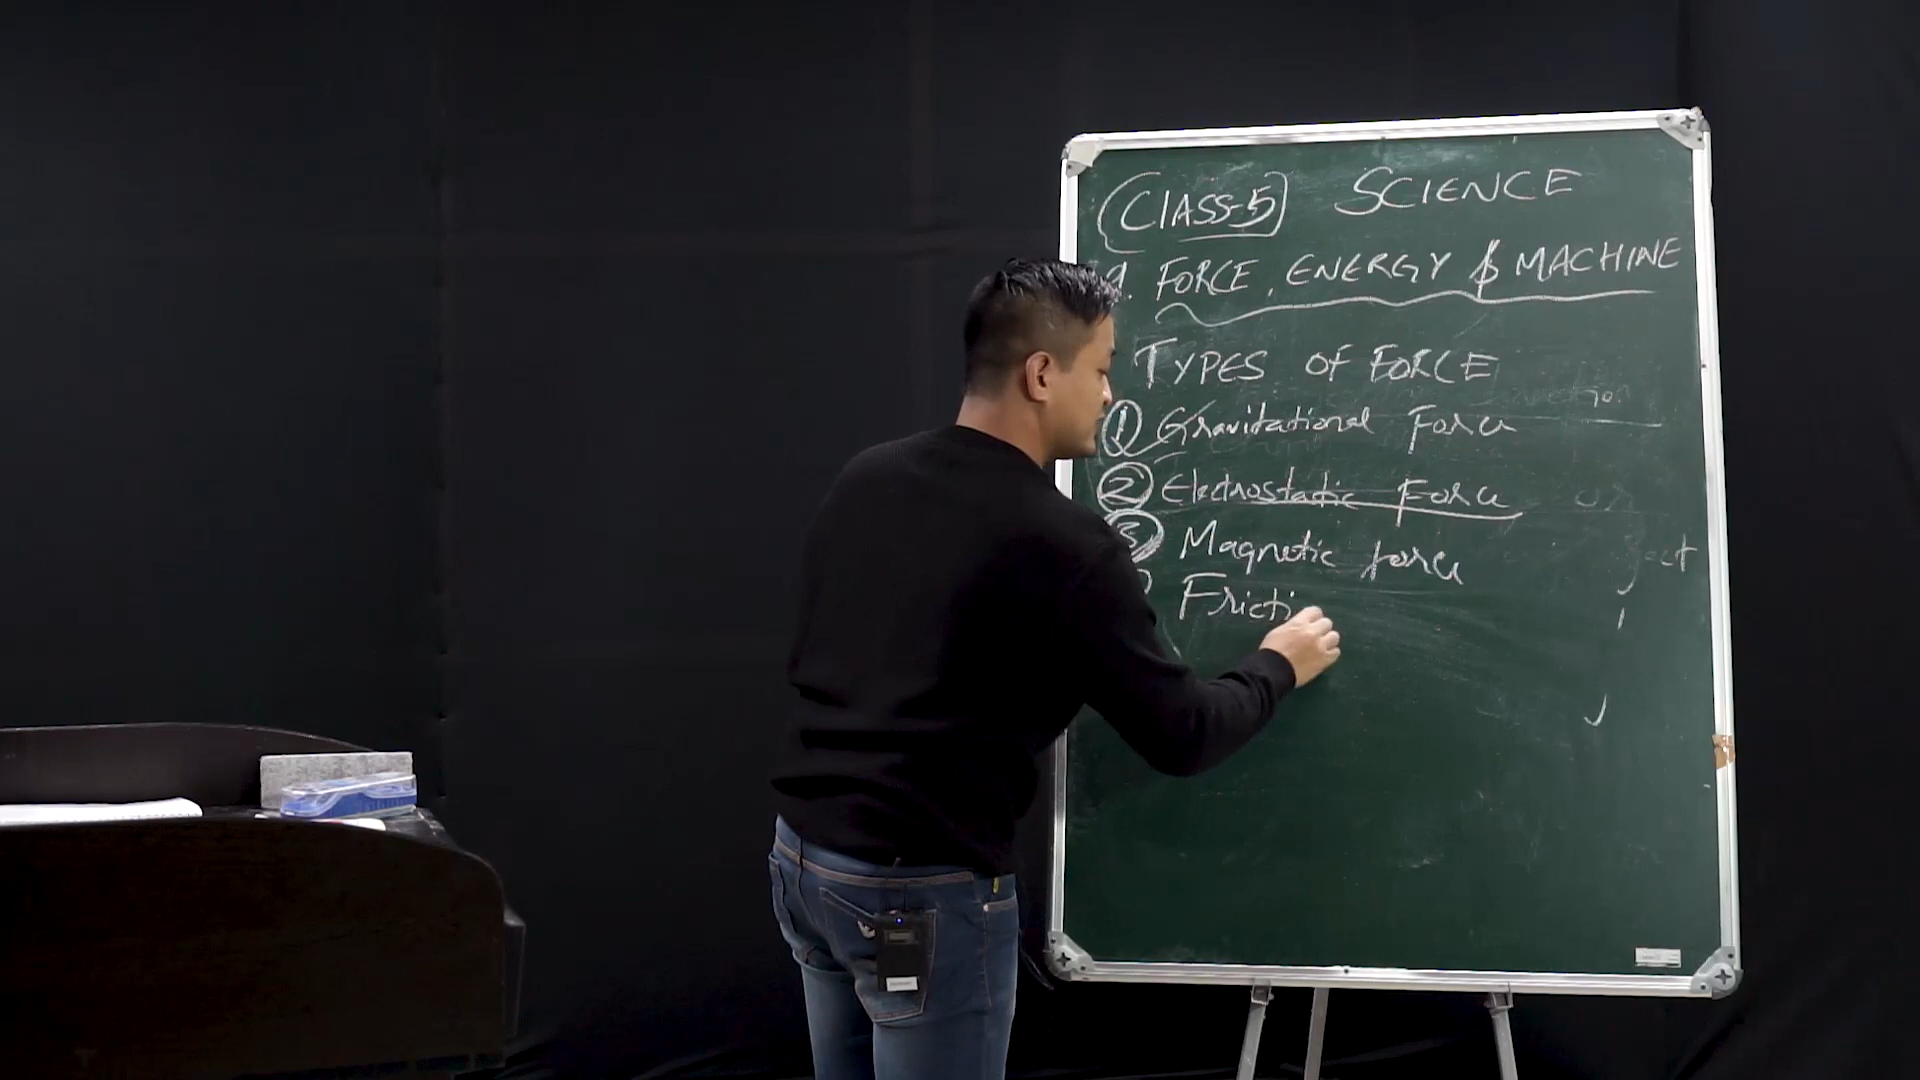 Class-5 SCIENCE
9. FORCE, ENERGY & MACHINE
TYPES OF FORCE
1 Gravitational Force
2 Electrostatic Force
3 Magnetic force
Fricti